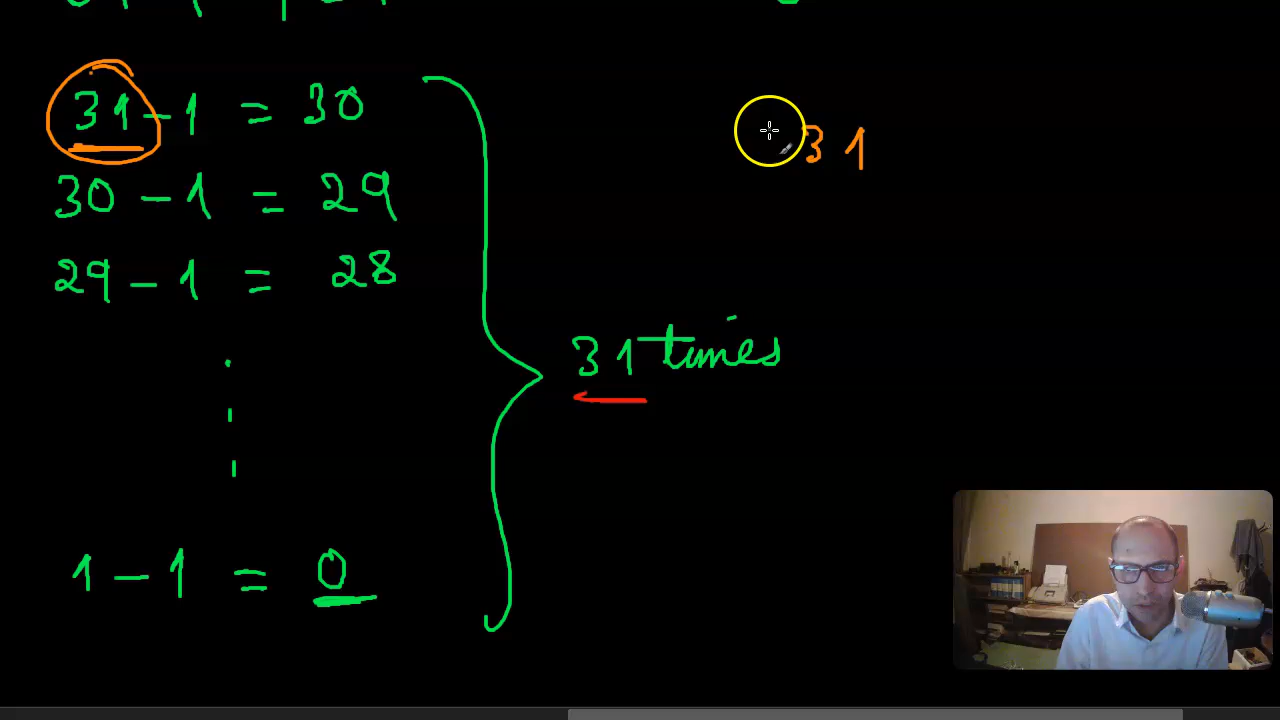 31 - 1 = 30
30 - 1 = 29
29 - 1 = 28
1 - 1 = 0
31 times
31